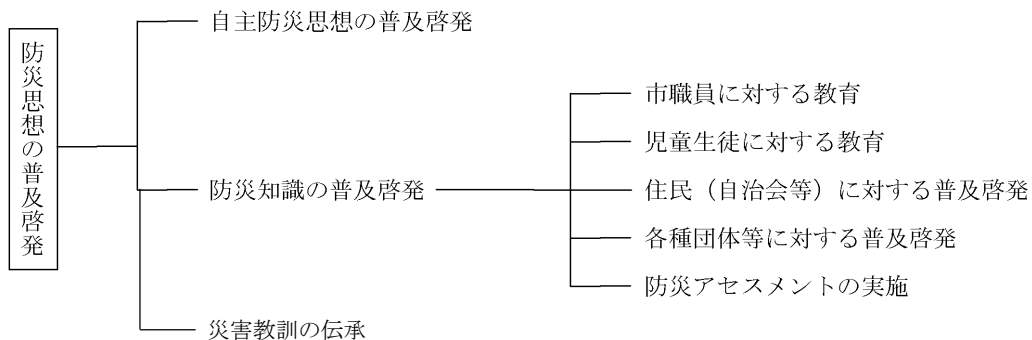 防災思想の普及啓発
自主防災思想の普及啓発
防災知識の普及啓発
市職員に対する教育
児童生徒に対する教育
住民（自治会等）に対する普及啓発
各種団体等に対する普及啓発
防災アセスメントの実施
災害教訓の伝承